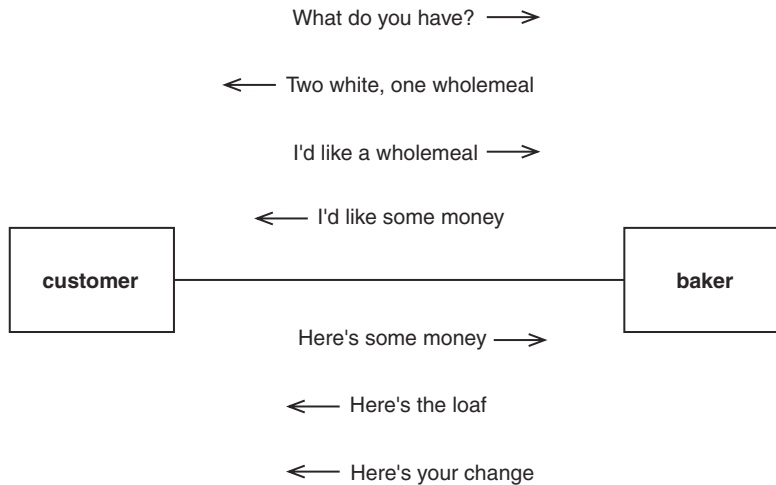 What do you have?
Two white, one wholemeal
I'd like a wholemeal
I'd like some money
customer
baker
Here's some money
Here's the loaf
Here's your change